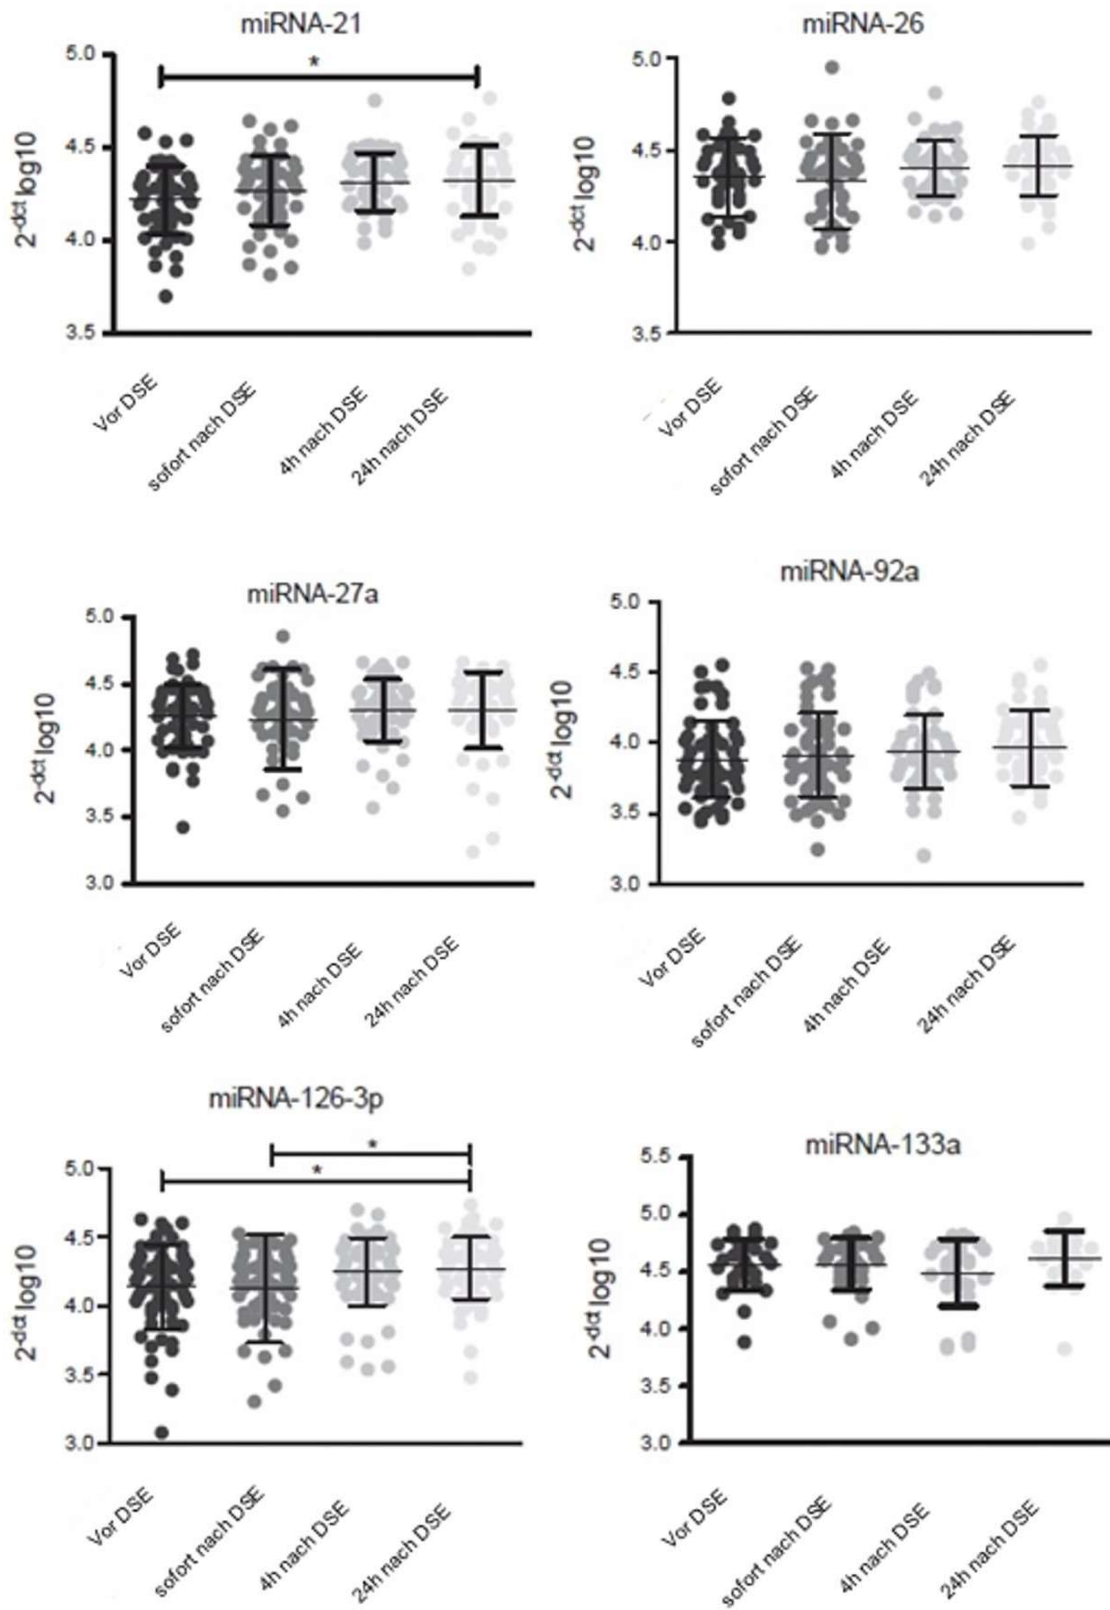 miRNA-21
5.0
4.5
4.0
3.5
2-dct log10
*
Vor DSE
sofort nach DSE
4h nach DSE
24h nach DSE
miRNA-26
5.0
4.5
4.0
3.5
2-dct log10
Vor DSE
sofort nach DSE
4h nach DSE
24h nach DSE
miRNA-27a
5.0
4.5
4.0
3.5
3.0
2-dct log10
Vor DSE
sofort nach DSE
4h nach DSE
24h nach DSE
miRNA-92a
5.0
4.5
4.0
3.5
3.0
2-dct log10
Vor DSE
sofort nach DSE
4h nach DSE
24h nach DSE
miRNA-126-3p
*
*
5.0
4.5
4.0
3.5
3.0
2-dct log10
Vor DSE
sofort nach DSE
4h nach DSE
24h nach DSE
miRNA-133a
5.5
5.0
4.5
4.0
3.5
3.0
2-dct log10
Vor DSE
sofort nach DSE
4h nach DSE
24h nach DSE